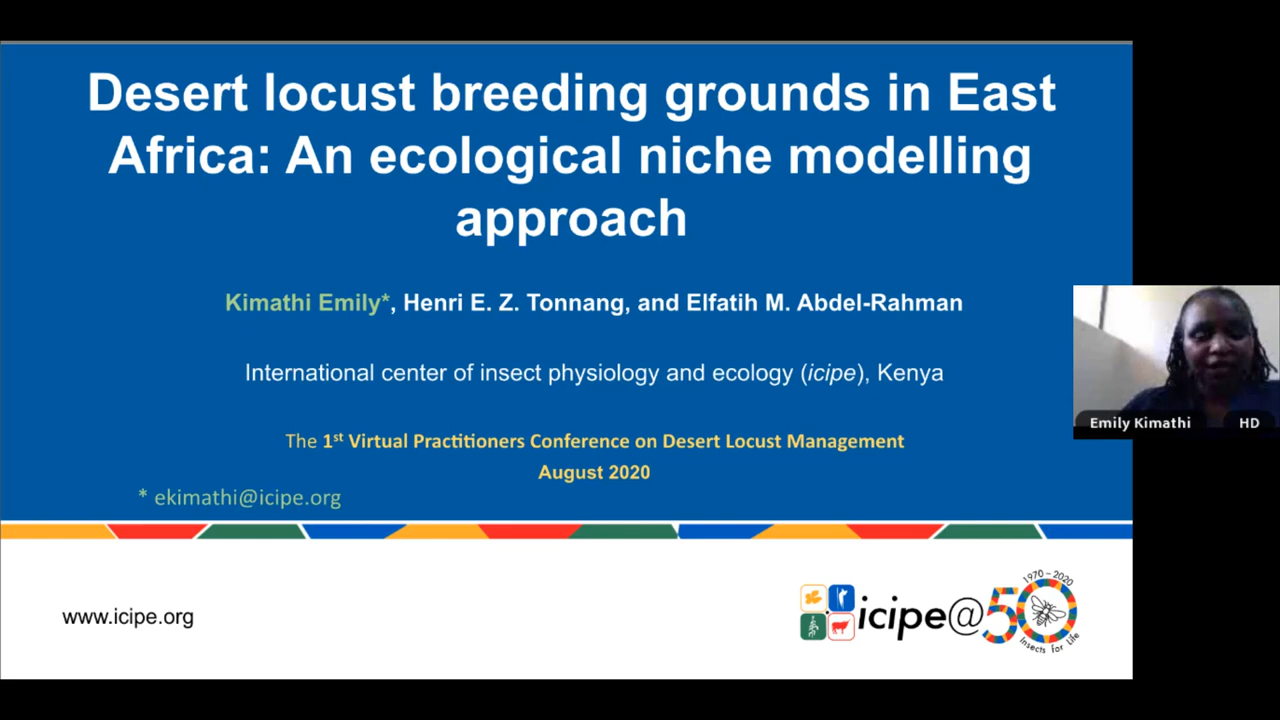 Desert locust breeding grounds in East
Africa: An ecological niche modelling
approach
Kimathi Emily*, Henri E. Z. Tonnang, and Elfatih M. Abdel-Rahman
International center of insect physiology and ecology (icipe), Kenya
The 1st Virtual Practitioners Conference on Desert Locust Management
August 2020
* ekimathi@icipe.org
Emily Kimathi HD
www.icipe.org
icipe@50
1970 - 2020
Insects for Life